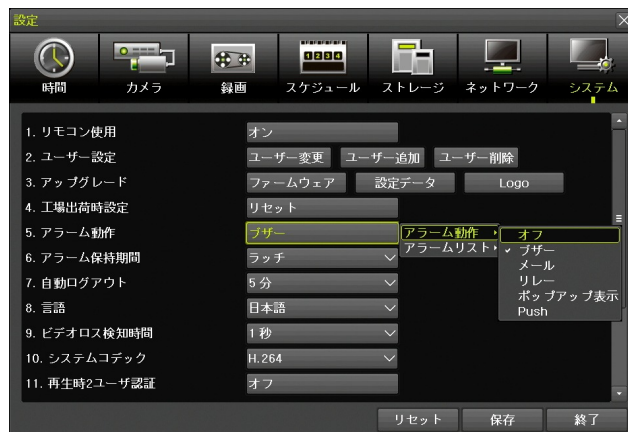 設定
時間 カメラ 録画 スケジュール ストレージ ネットワーク システム
1. リモコン使用 オン
2. ユーザー設定 ユーザー変更 ユーザー追加 ユーザー削除
3. アップグレード ファームウェア 設定データ Logo
4. 工場出荷時設定 リセット
5. アラーム動作 ブザー アラーム動作 オフ
6. アラーム保持期間 ラッチ アラームリスト ブザー
メール
7. 自動ログアウト 5分 リレー
ポップアップ表示
8. 言語 日本語 Push
9. ビデオロス検知時間 1秒
10. システムコデック H.264
11. 再生時2ユーザ認証 オフ
リセット 保存 終了